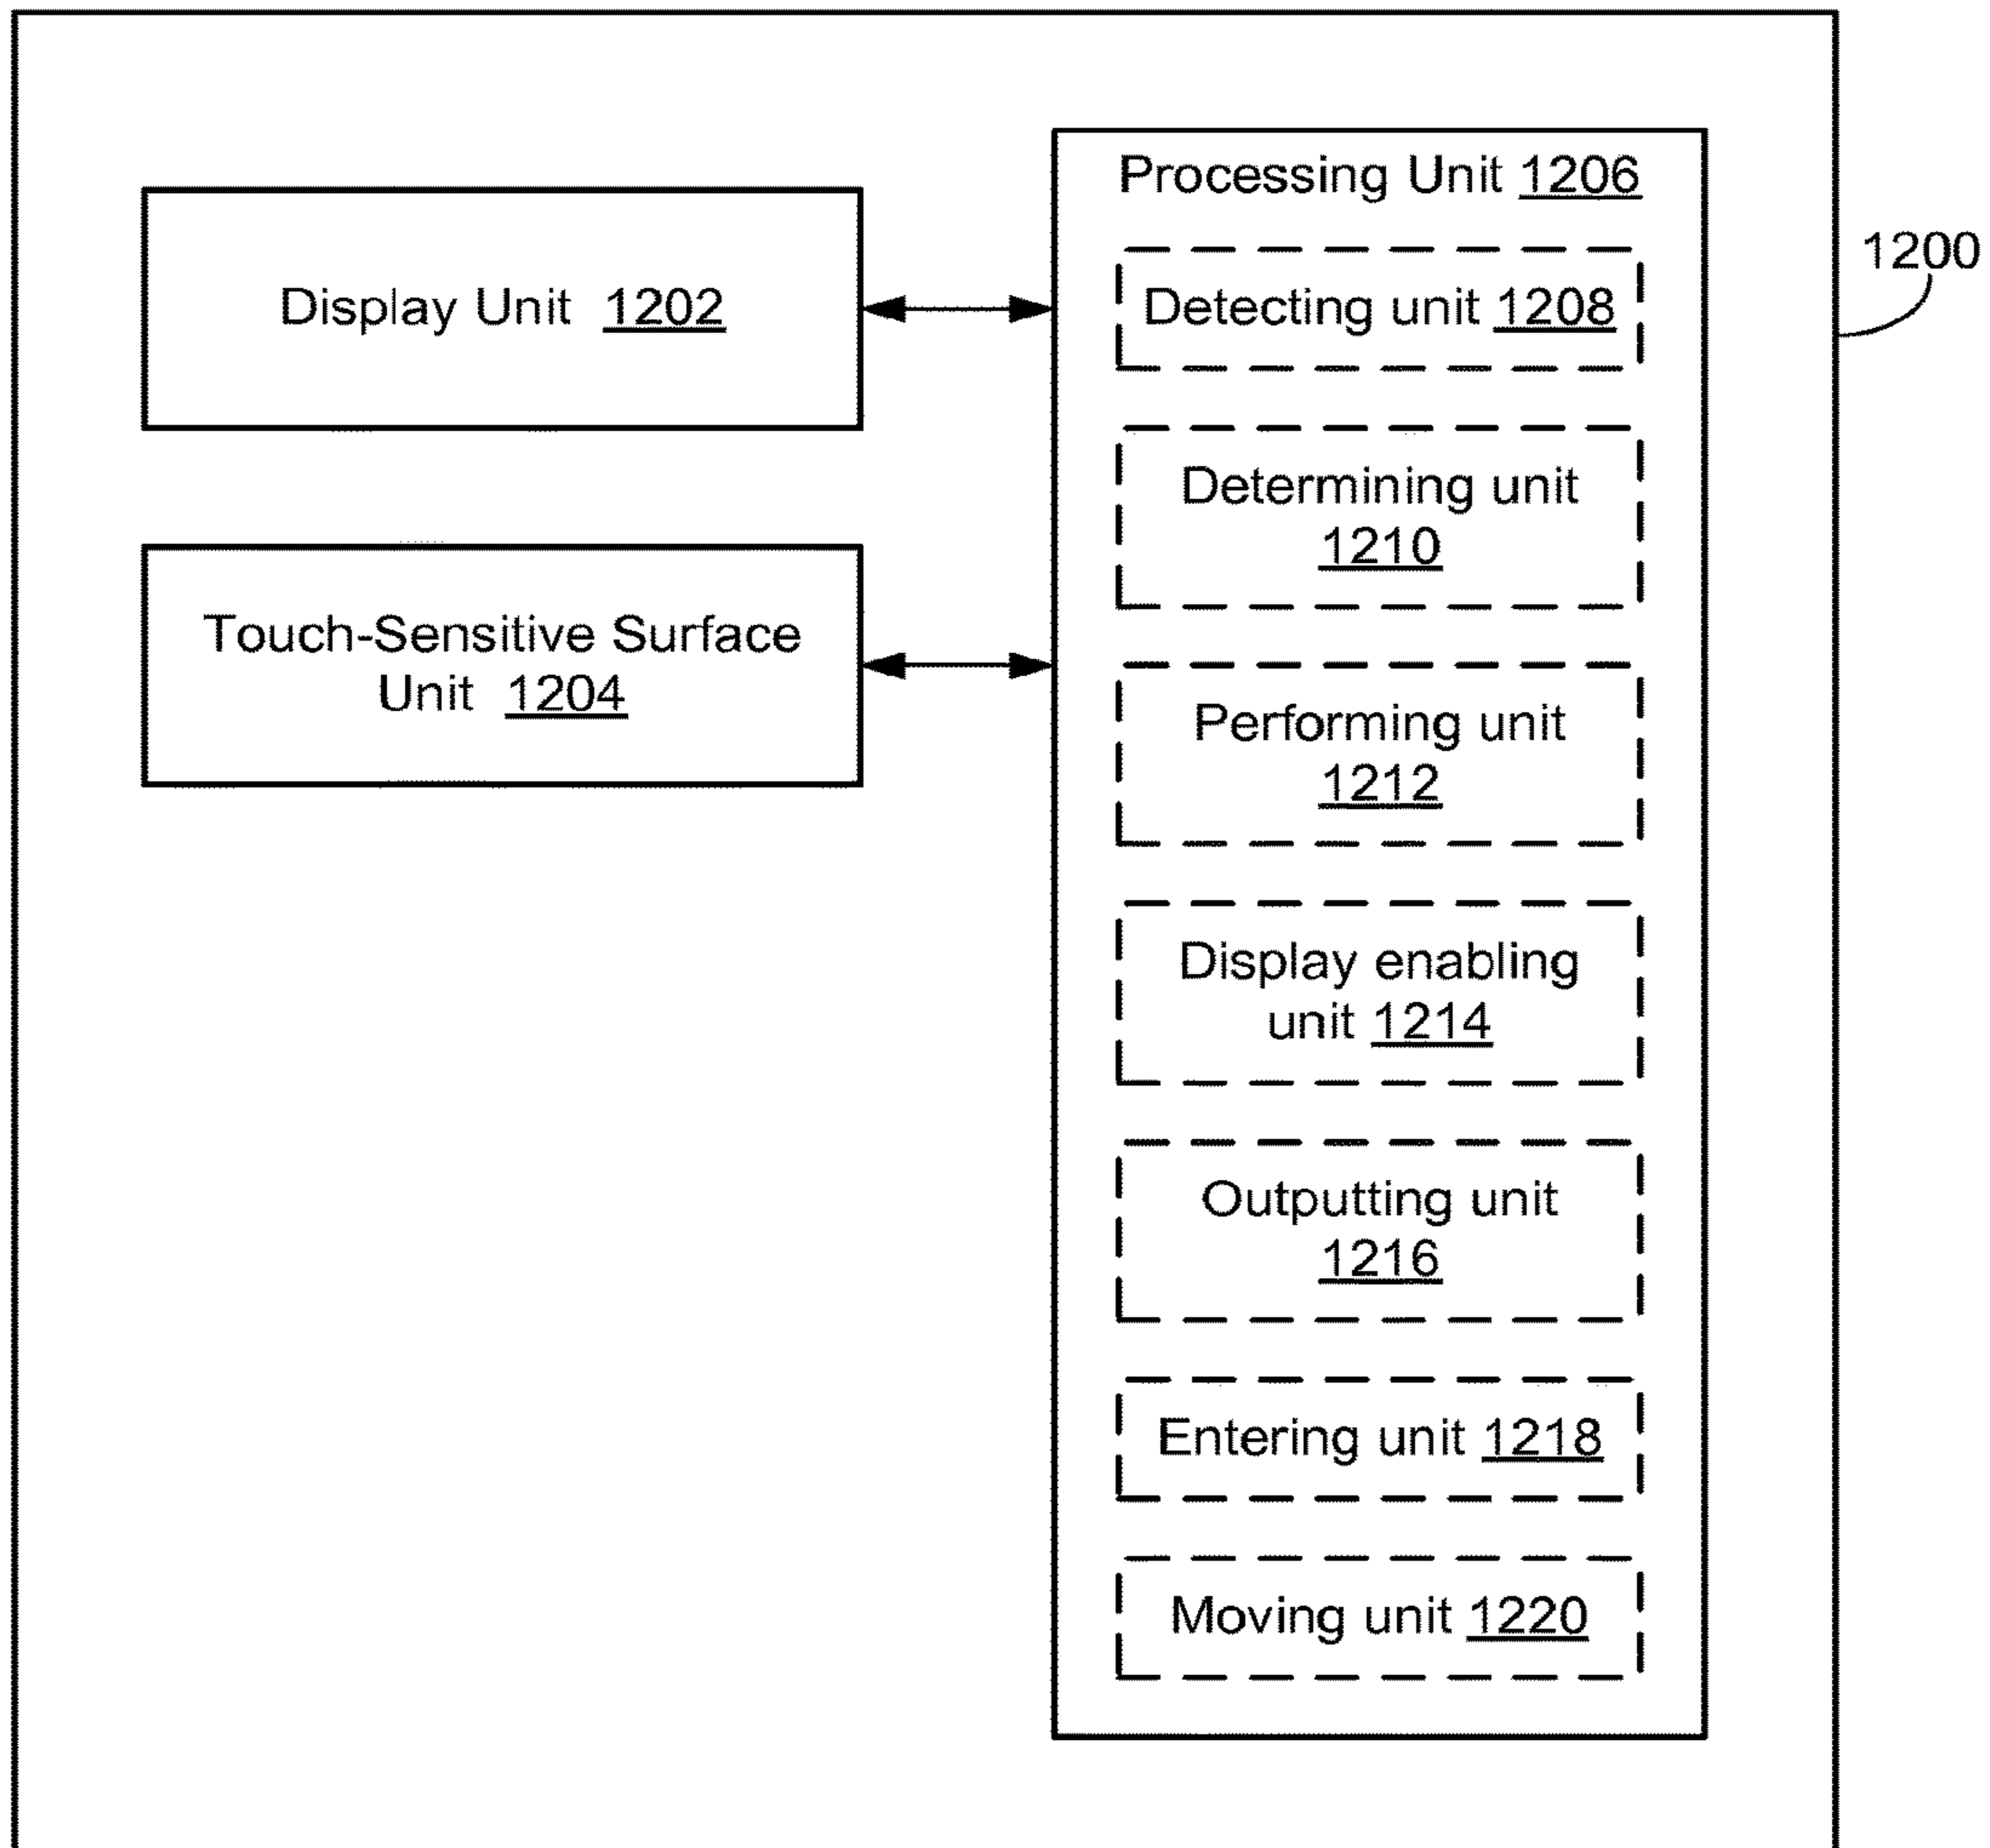 Processing Unit 1206
Display Unit 1202
Touch-Sensitive Surface
Unit 1204
Detecting unit 1208
Determining unit
1210
Performing unit
1212
Display enabling
unit 1214
Outputting unit
1216
Entering unit 1218
Moving unit 1220
1200